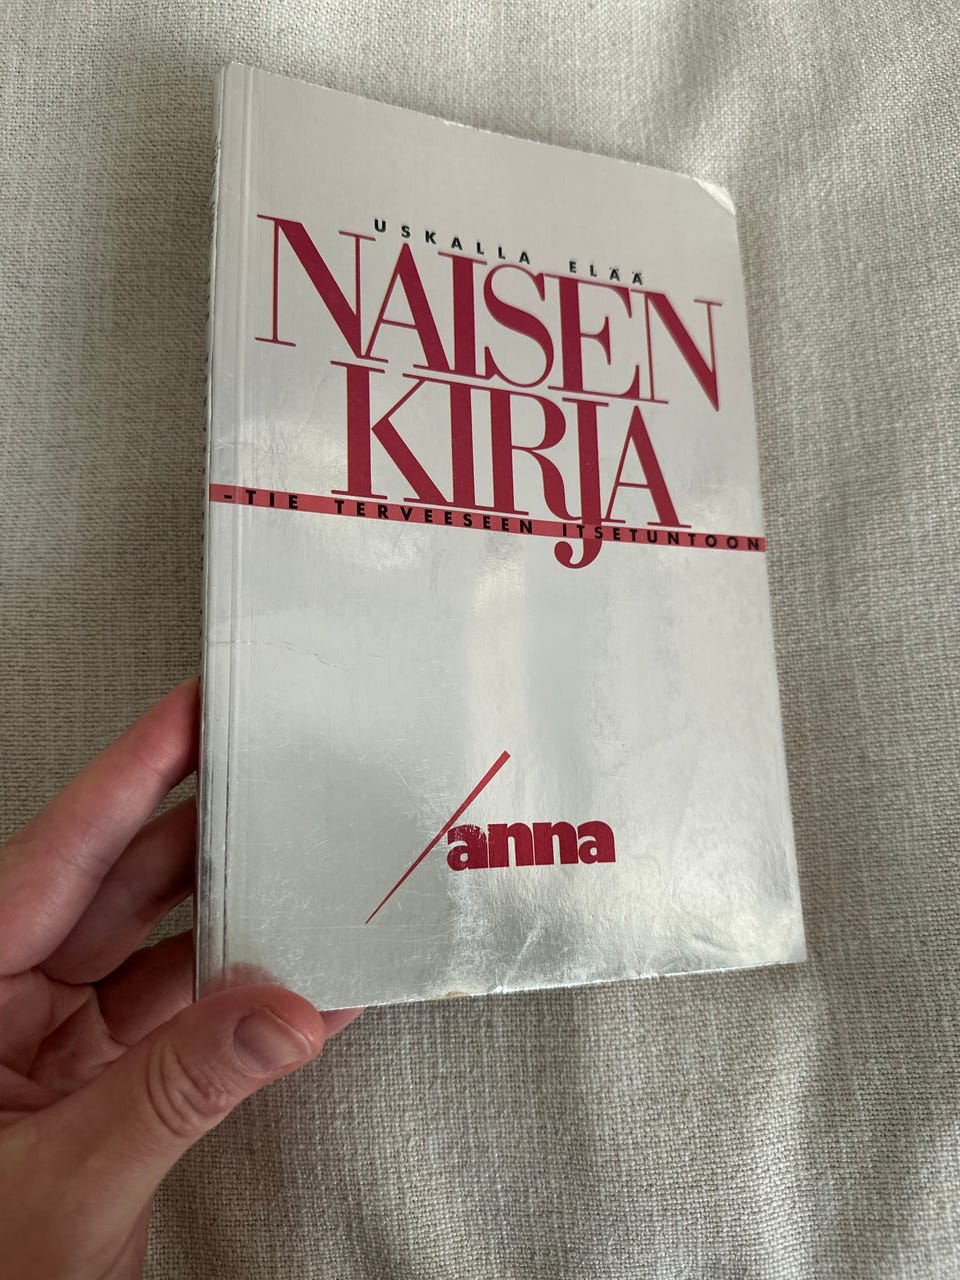 USKALLA ELÄÄ
NAISEN
KIRJA
-TIE TERVEESEEN ITSETUNTOON
anna